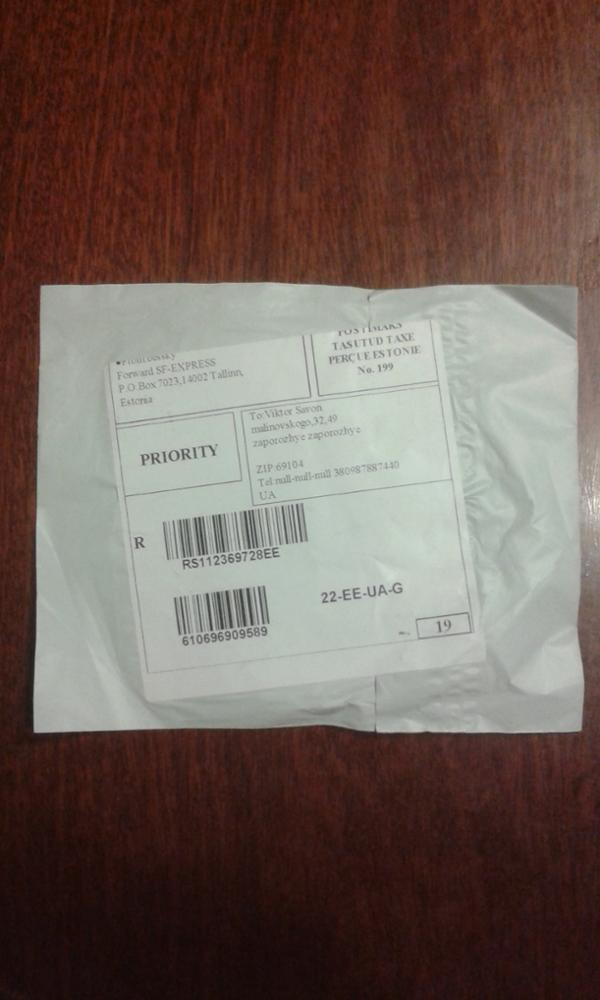 Forward SF-EXPRESS
P.O.Box 7023,14002 Tallinn,
Estonia
POSTIMAKS
TASUTUD TAXE
PERÇUE ESTONIE
No. 199
PRIORITY
To:Viktor Savon
malinovskogo,32,49
zaporozhye zaporozhye
ZIP:69104
Tel:null-null-null 380987887440
UA
R
RS112369728EE
610696909589
22-EE-UA-G
19